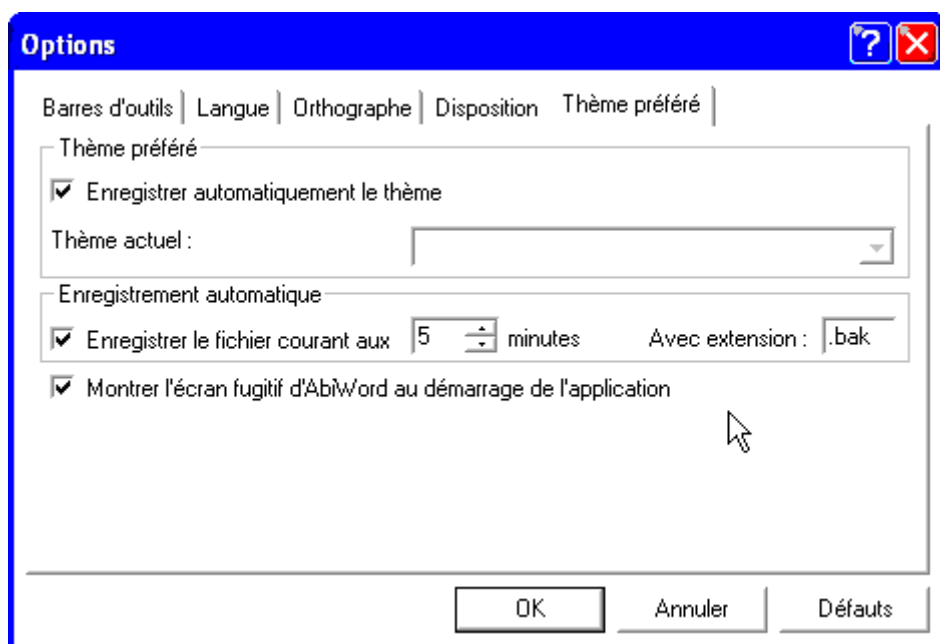 Options
Barres d'outils Langue Orthographe Disposition Thème préféré
Thème préféré
Enregistrer automatiquement le thème
Thème actuel :
Enregistrement automatique
Enregistrer le fichier courant aux 5 minutes Avec extension : .bak
Montrer l'écran fugitif d'AbiWord au démarrage de l'application
OK Annuler Défauts